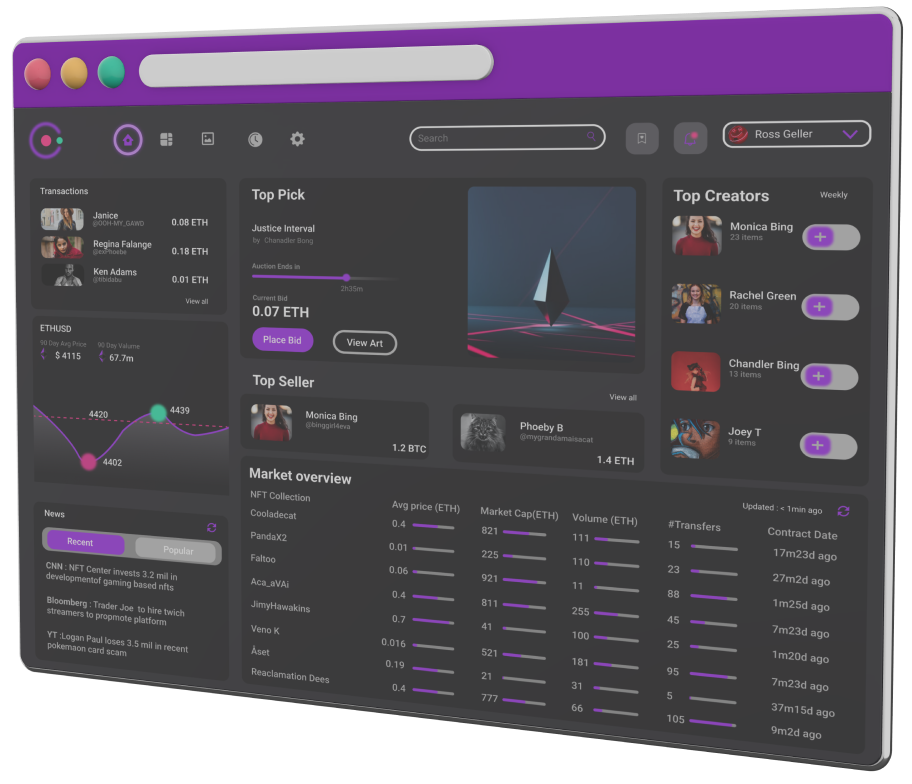 Search
Ross Geller
Transactions
Janice
@OOH-MY_GAWD
0.08 ETH
Regina Falange
@exPhoebe
0.18 ETH
Ken Adams
@bbidabu
0.01 ETH
View all
ETHUSD
90 Day Avg Price
$ 4115
67.7m
4420
4439
4402
News
Recent
Popular
CNN : NFT Center invests 3.2 mil in
developmentof gaming based nfts
Bloomberg : Trader Joe to hire twich
streamers to propmote platform
YT :Logan Paul loses 3.5 mil in recent
pokemaon card scam
Top Pick
Justice Interval
by Chanadler Bong
Auction Ends In
2h35m
Current Bid
0.07 ETH
Place Bid
View Art
Top Seller
View all
Monica Bing
@binggirl4eva
1.2 BTC
Phoeby B
@mygrandamaisacat
1.4 ETH
Top Creators
Weekly
Monica Bing
23 items
Rachel Green
20 items
Chandler Bing
13 items
Joey T
9 items
Market overview
Updated : < 1min ago
NFT Collection Avg price (ETH) Market Cap(ETH) Volume (ETH) #Transfers Contract Date
Cooladecat 0.4 821 111 15 17m23d ago
PandaX2 0.01 225 110 23 27m2d ago
Faltoo 0.06 921 11 88 1m25d ago
Aca_aVAi 0.4 811 255 45 7m23d ago
JimyHawakins 0.7 41 100 25 1m20d ago
Veno K 0.016 521 181 95 7m23d ago
Åset 0.19 21 31 5 37m15d ago
Reaclamation Dees 0.4 777 66 105 9m2d ago